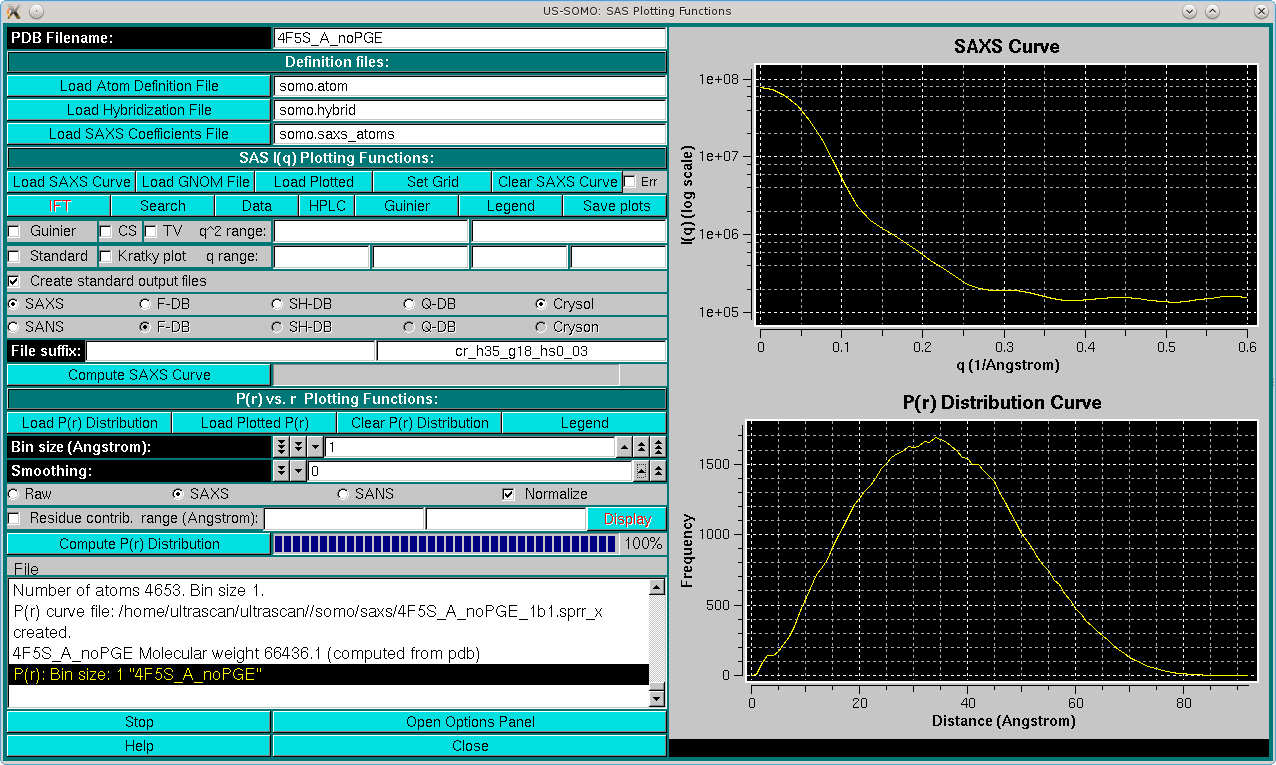 US-SOMO: SAS Plotting Functions
PDB Filename: 4F5S_A_noPGE
Definition files:
Load Atom Definition File somo.atom
Load Hybridization File somo.hybrid
Load SAXS Coefficients File somo.saxs_atoms
SAS I(q) Plotting Functions:
Load SAXS Curve Load GNOM File Load Plotted Set Grid Clear SAXS Curve Err
IFT Search Data HPLC Guinier Legend Save plots
Guinier CS TV q^2 range:
Standard Kratky plot q range:
Create standard output files
SAXS F-DB SH-DB Q-DB Crysol
SANS F-DB SH-DB Q-DB Cryson
File suffix: cr_h35_g18_hs0_03
Compute SAXS Curve
P(r) vs. r Plotting Functions:
Load P(r) Distribution Load Plotted P(r) Clear P(r) Distribution Legend
Bin size (Angstrom): 1
Smoothing: 0
Raw SAXS SANS Normalize
Residue contrib. range (Angstrom): Display
Compute P(r) Distribution 100%
File
Number of atoms 4653. Bin size 1.
P(r) curve file: /home/ultrascan/ultrascan//somo/saxs/4F5S_A_noPGE_1b1.sprr_x
created.
4F5S_A_noPGE Molecular weight 66436.1 (computed from pdb)
P(r): Bin size: 1 "4F5S_A_noPGE"
Stop Open Options Panel
Help Close
SAXS Curve
I(q) (log scale)
1e+08
1e+07
1e+06
1e+05
0 0.1 0.2 0.3 0.4 0.5 0.6
q (1/Angstrom)
P(r) Distribution Curve
Frequency
1500
1000
500
0
0 20 40 60 80
Distance (Angstrom)